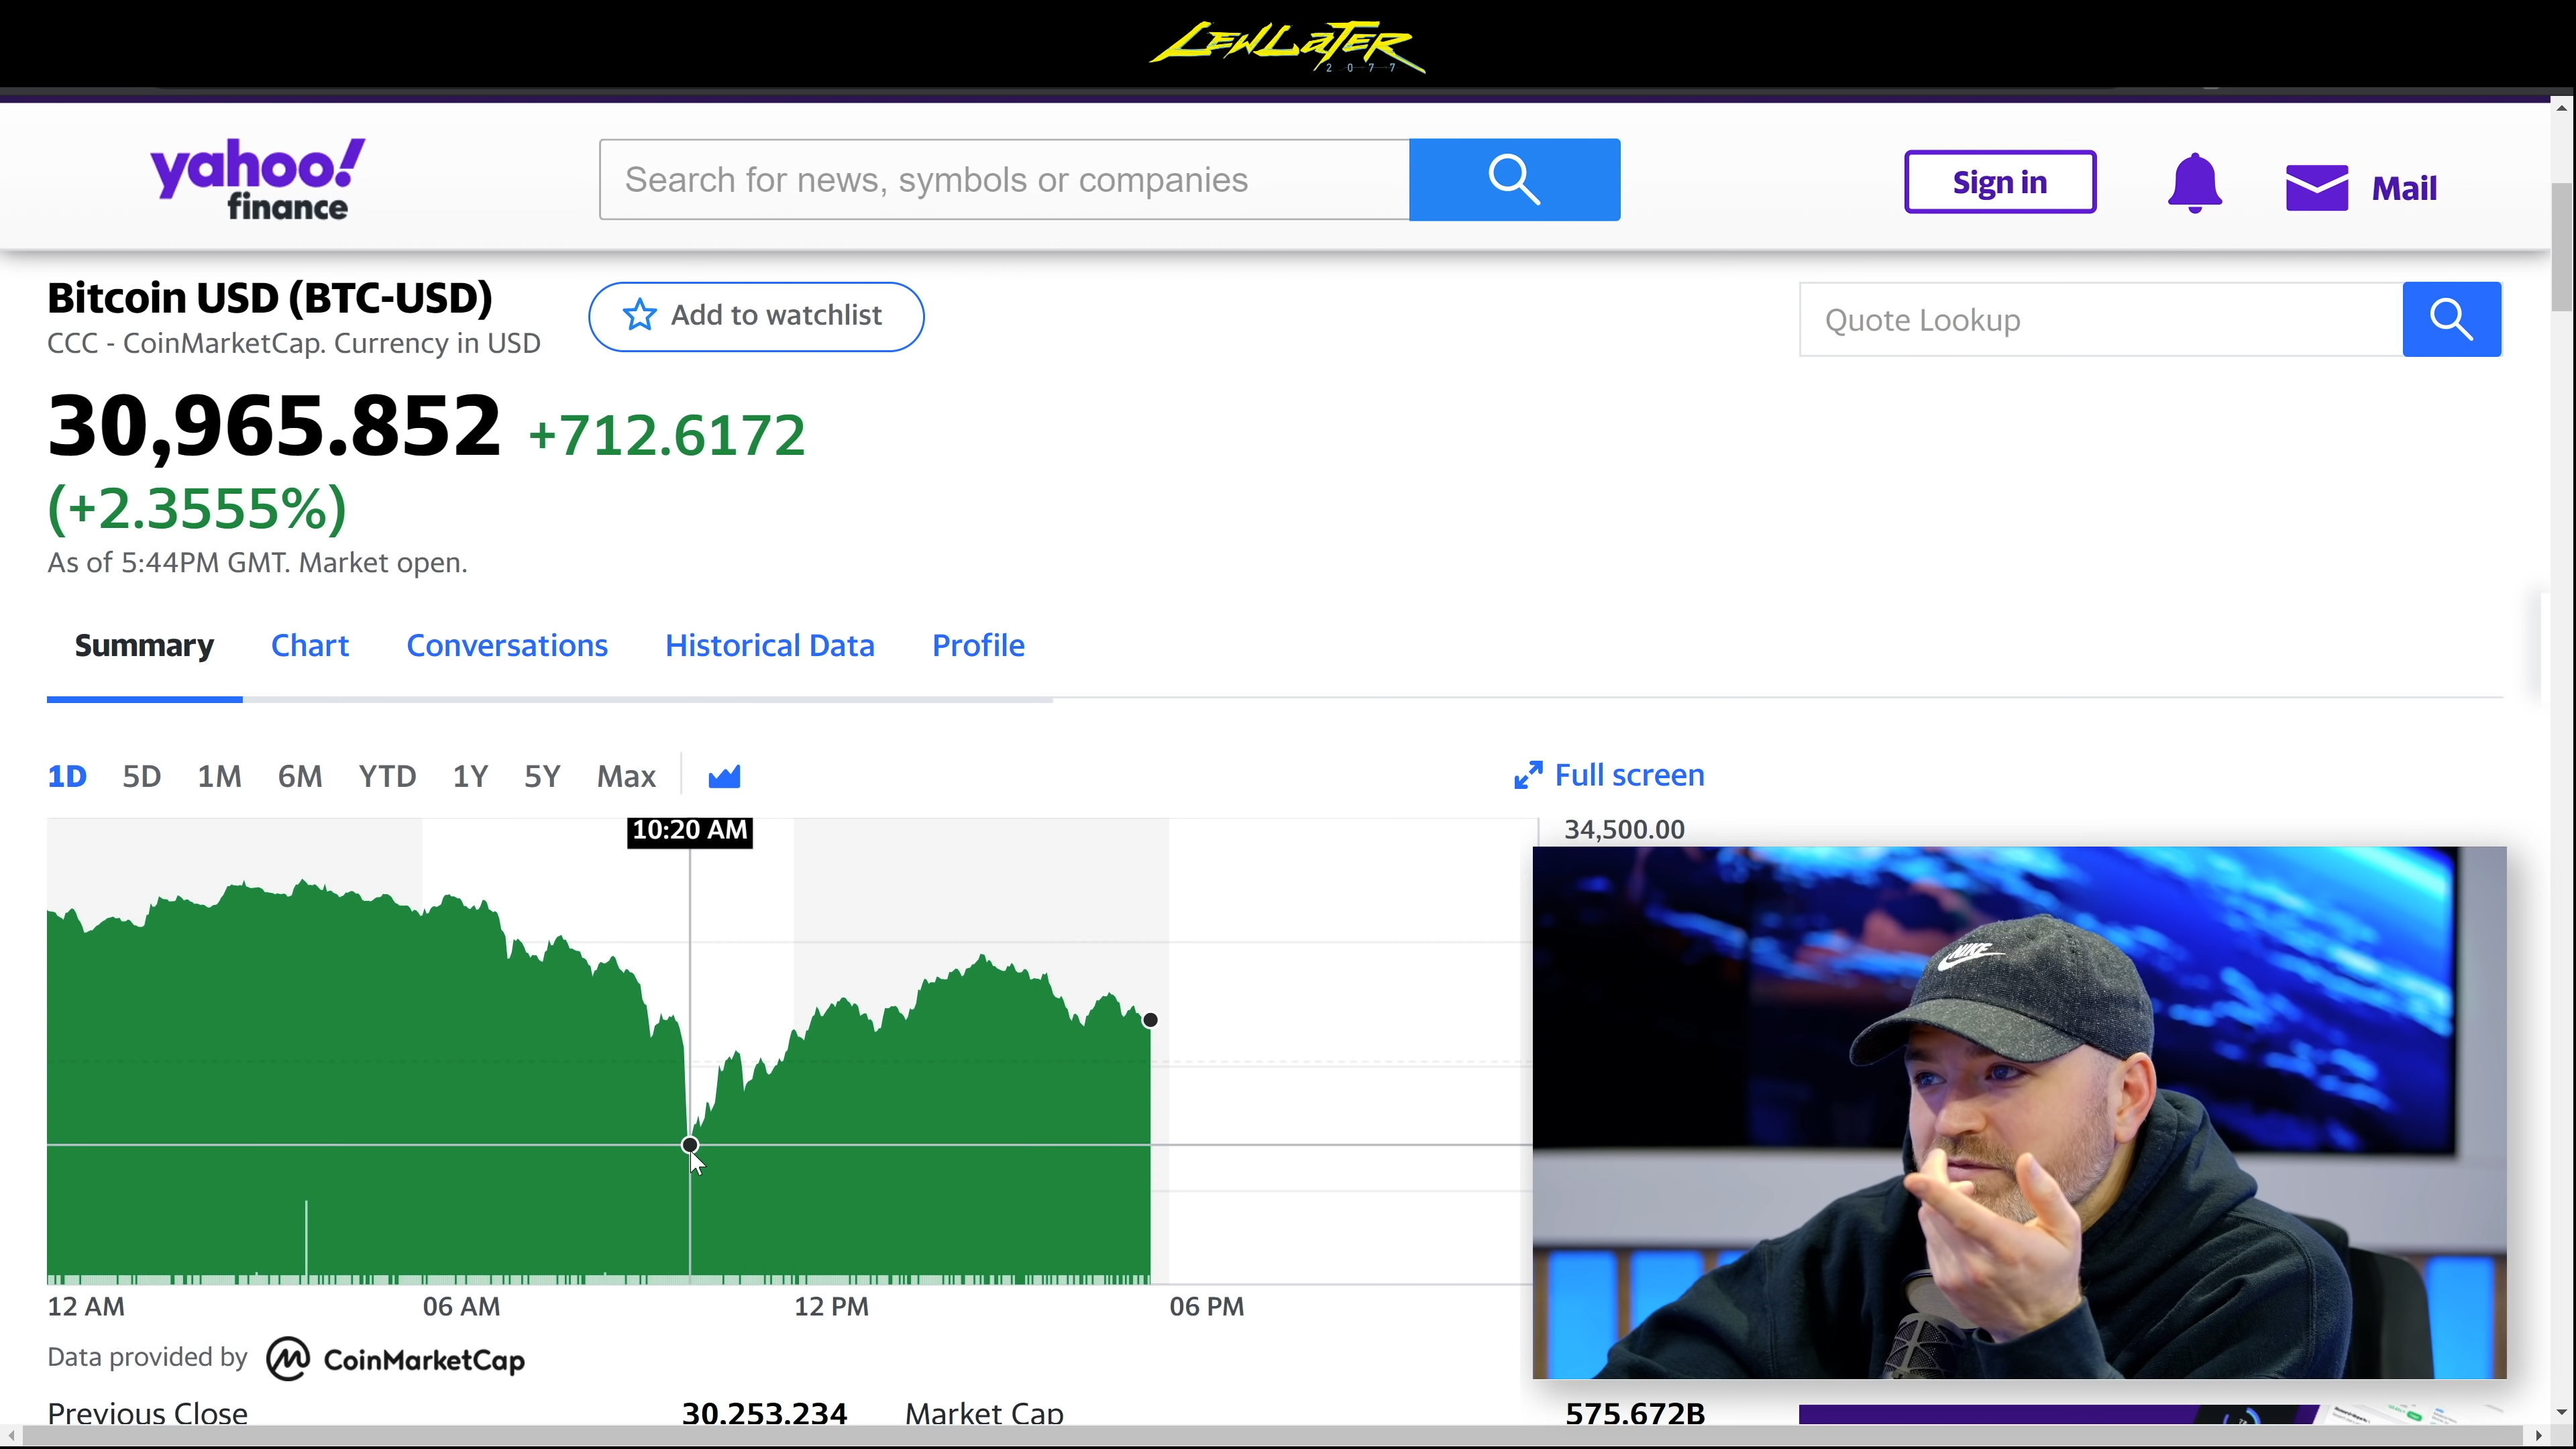 LEWLATER
2077
yahoo!
finance
Search for news, symbols or companies
Sign in
Mail
Bitcoin USD (BTC-USD)
Add to watchlist
CCC - CoinMarketCap. Currency in USD
Quote Lookup
30,965.852 +712.6172
(+2.3555%)
As of 5:44PM GMT. Market open.
Summary Chart Conversations Historical Data Profile
1D 5D 1M 6M YTD 1Y 5Y Max
Full screen
10:20 AM
34,500.00
NIKE
12 AM 06 AM 12 PM 06 PM
Data provided by CoinMarketCap
Previous Close 30,253.234 Market Cap 575.672B